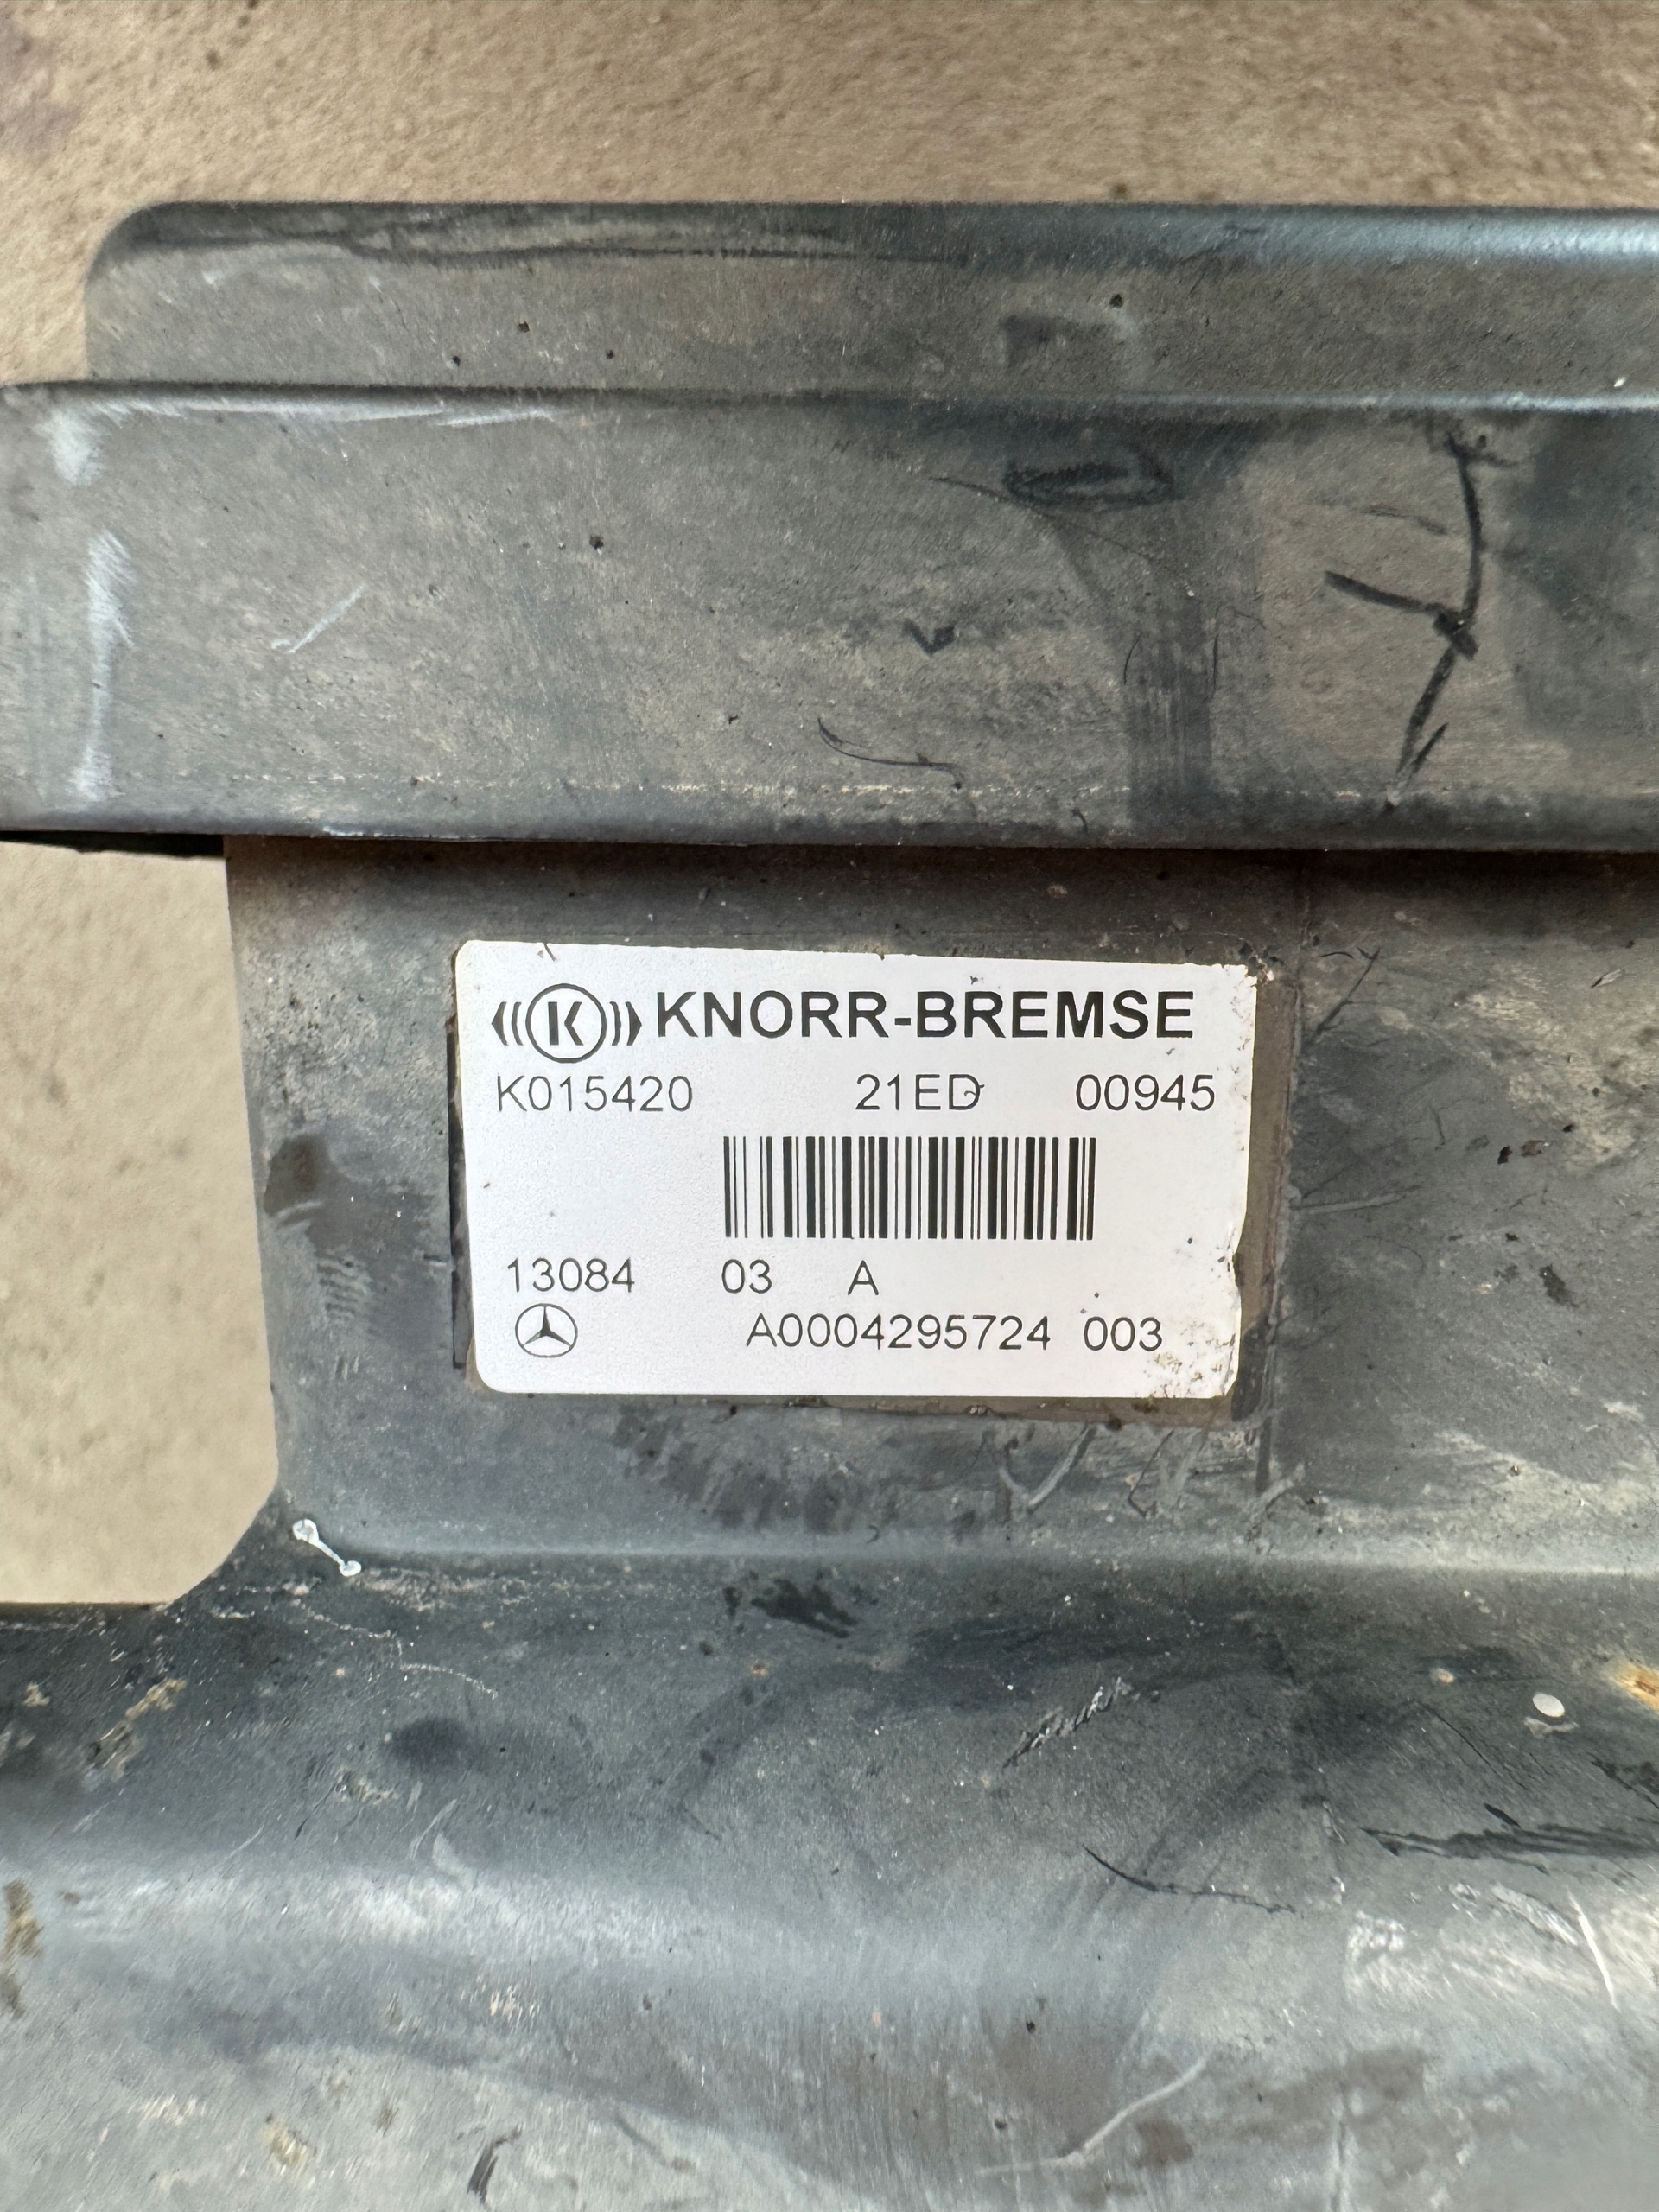 K KNORR-BREMSE
K015420 21ED 00945
13084 03 A
A0004295724 003